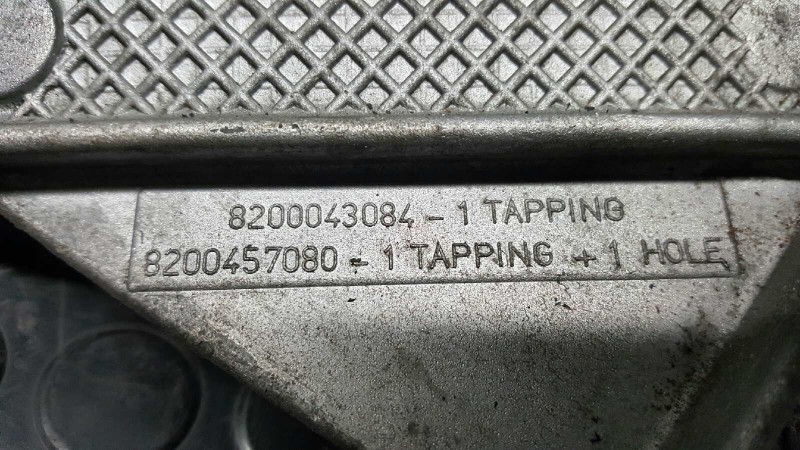 8200043084 - 1 TAPPING
8200457080 - 1 TAPPING + 1 HOLE